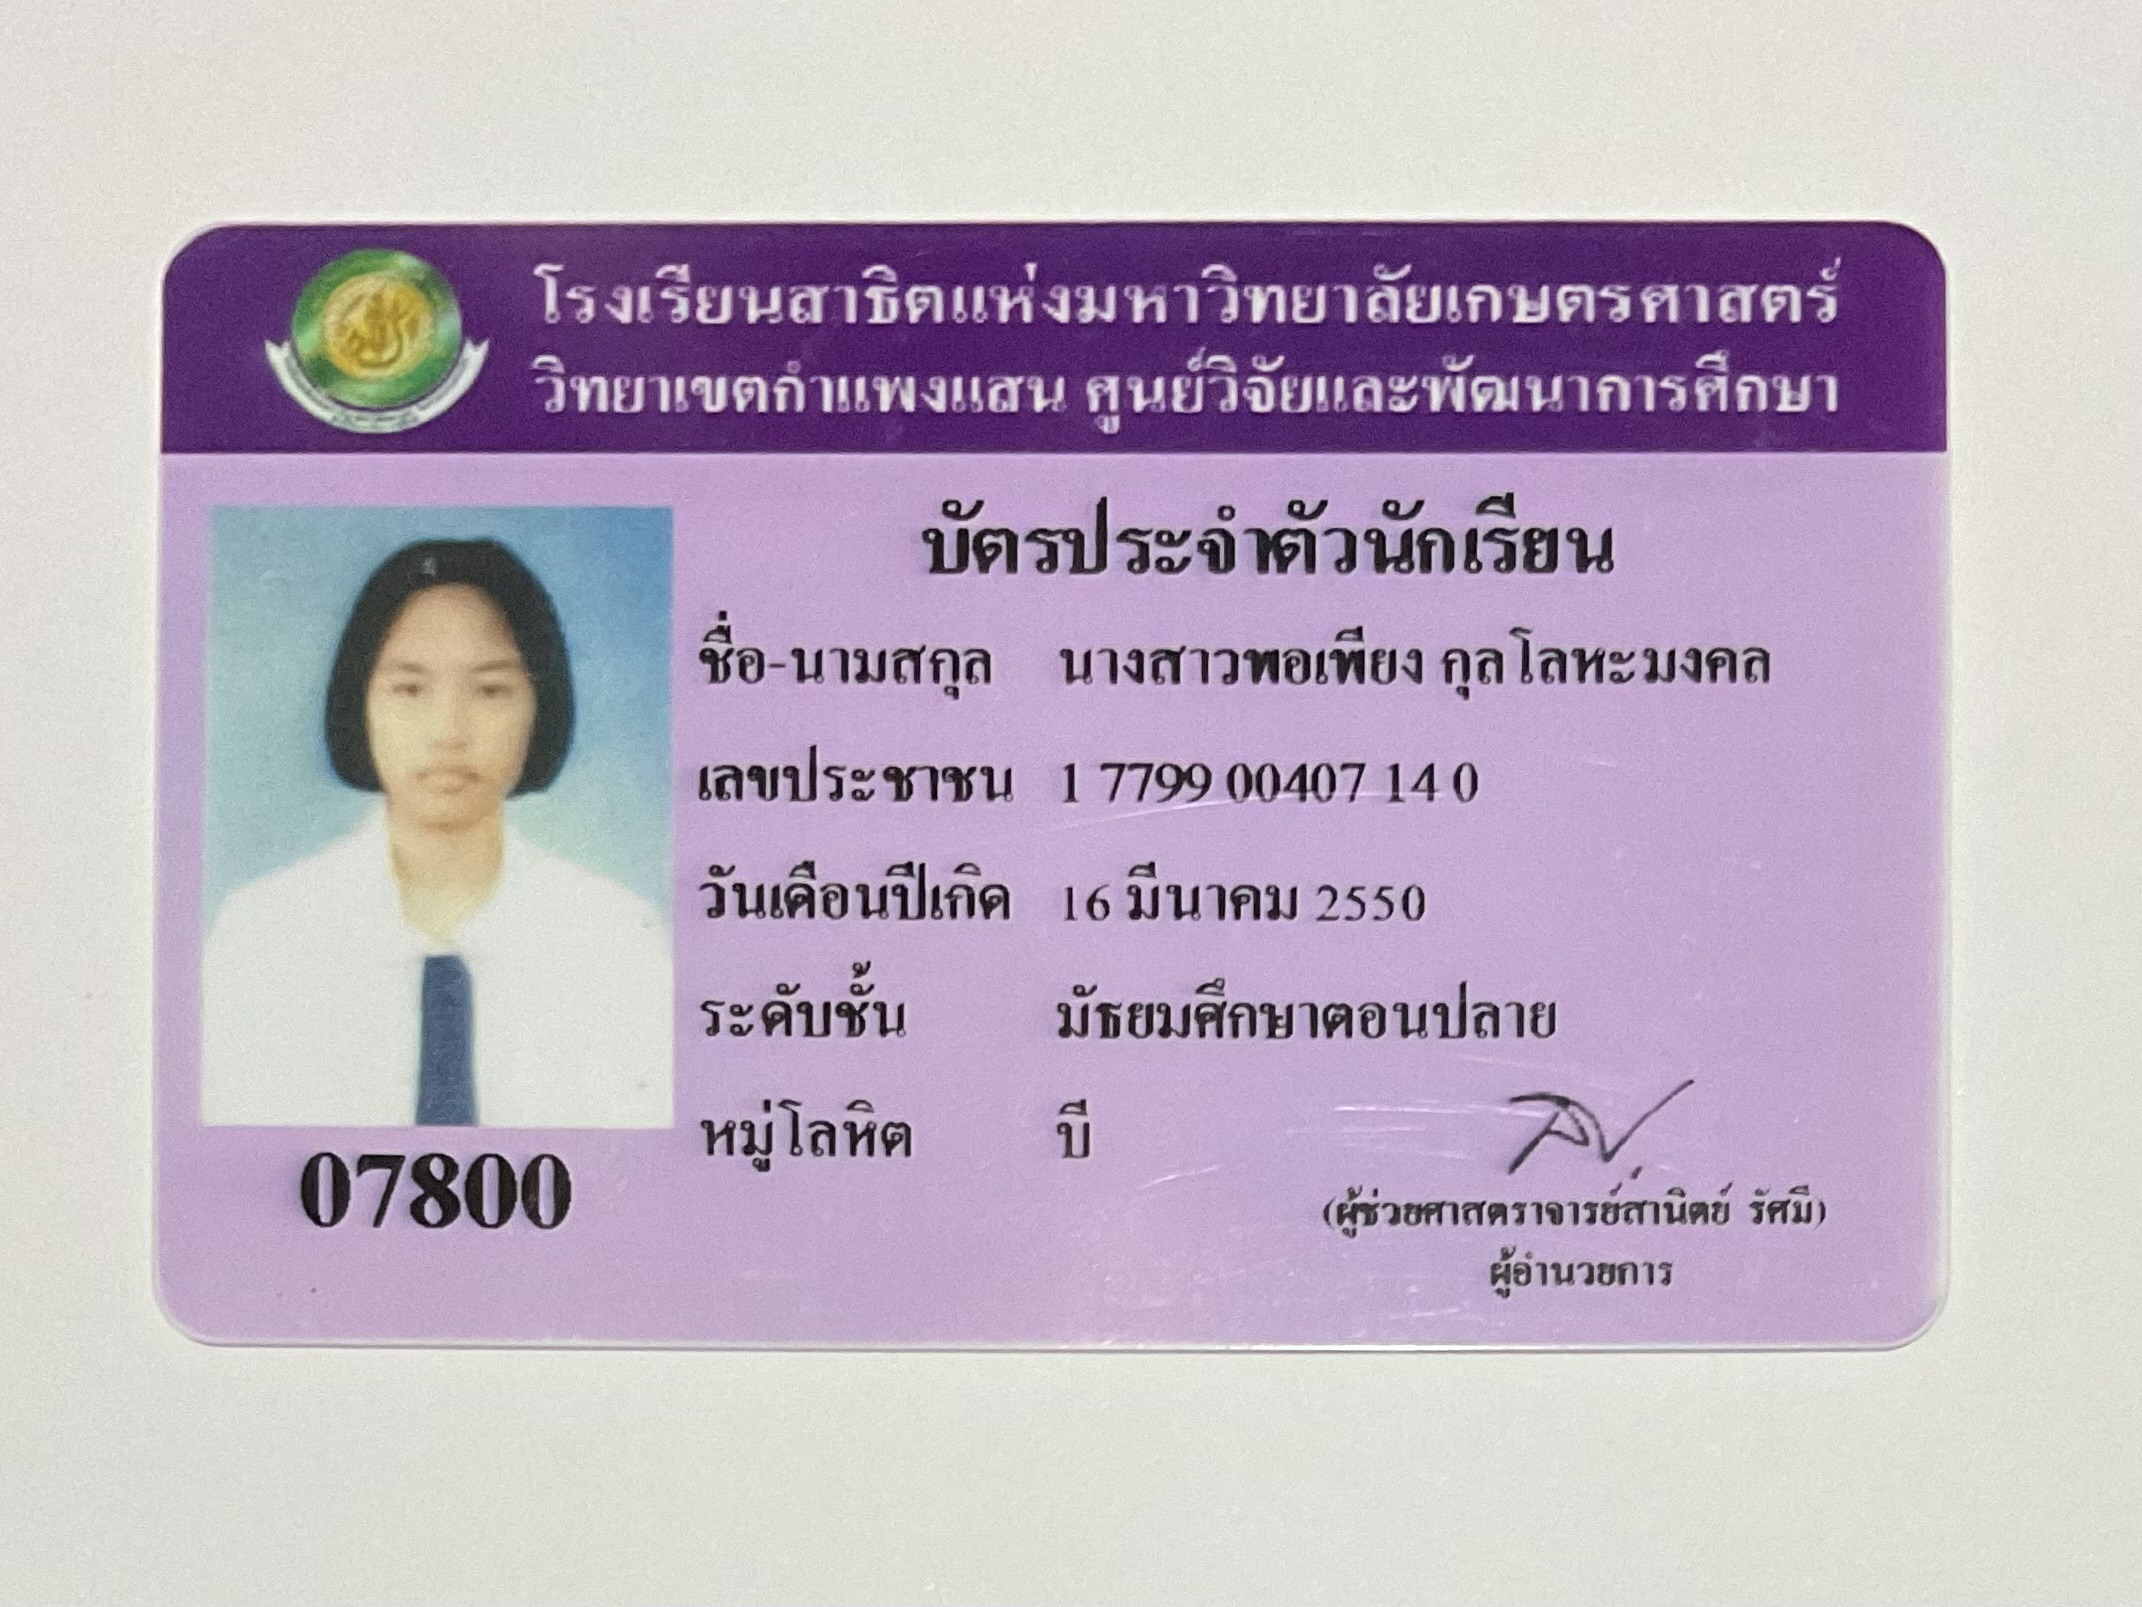 โรงเรียนสาธิตแห่งมหาวิทยาลัยเกษตรศาสตร์
วิทยาเขตกำแพงแสน ศูนย์วิจัยและพัฒนาการศึกษา
บัตรประจำตัวนักเรียน
ชื่อ-นามสกุล นางสาวพอเพียง กุลโลหะมงคล
เลขประชาชน 1 7799 00407 14 0
วันเดือนปีเกิด 16 มีนาคม 2550
ระดับชั้น มัธยมศึกษาตอนปลาย
หมู่โลหิต บี
07800
(ผู้ช่วยศาสตราจารย์สานิตย์ รัศมี)
ผู้อำนวยการ